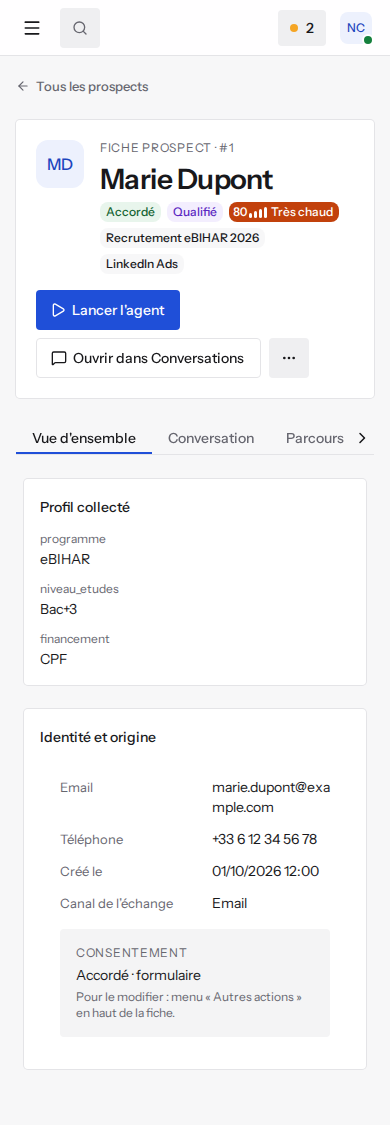 2
NC
Tous les prospects
MD
FICHE PROSPECT · #1
Marie Dupont
Accordé
Qualifié
80 Très chaud
Recrutement eBIHAR 2026
LinkedIn Ads
Lancer l'agent
Ouvrir dans Conversations
Vue d'ensemble
Conversation
Parcours
Profil collecté
programme
eBIHAR
niveau_etudes
Bac+3
financement
CPF
Identité et origine
Email
marie.dupont@exa
mple.com
Téléphone
+33 6 12 34 56 78
Créé le
01/10/2026 12:00
Canal de l'échange
Email
CONSENTEMENT
Accordé · formulaire
Pour le modifier : menu « Autres actions »
en haut de la fiche.